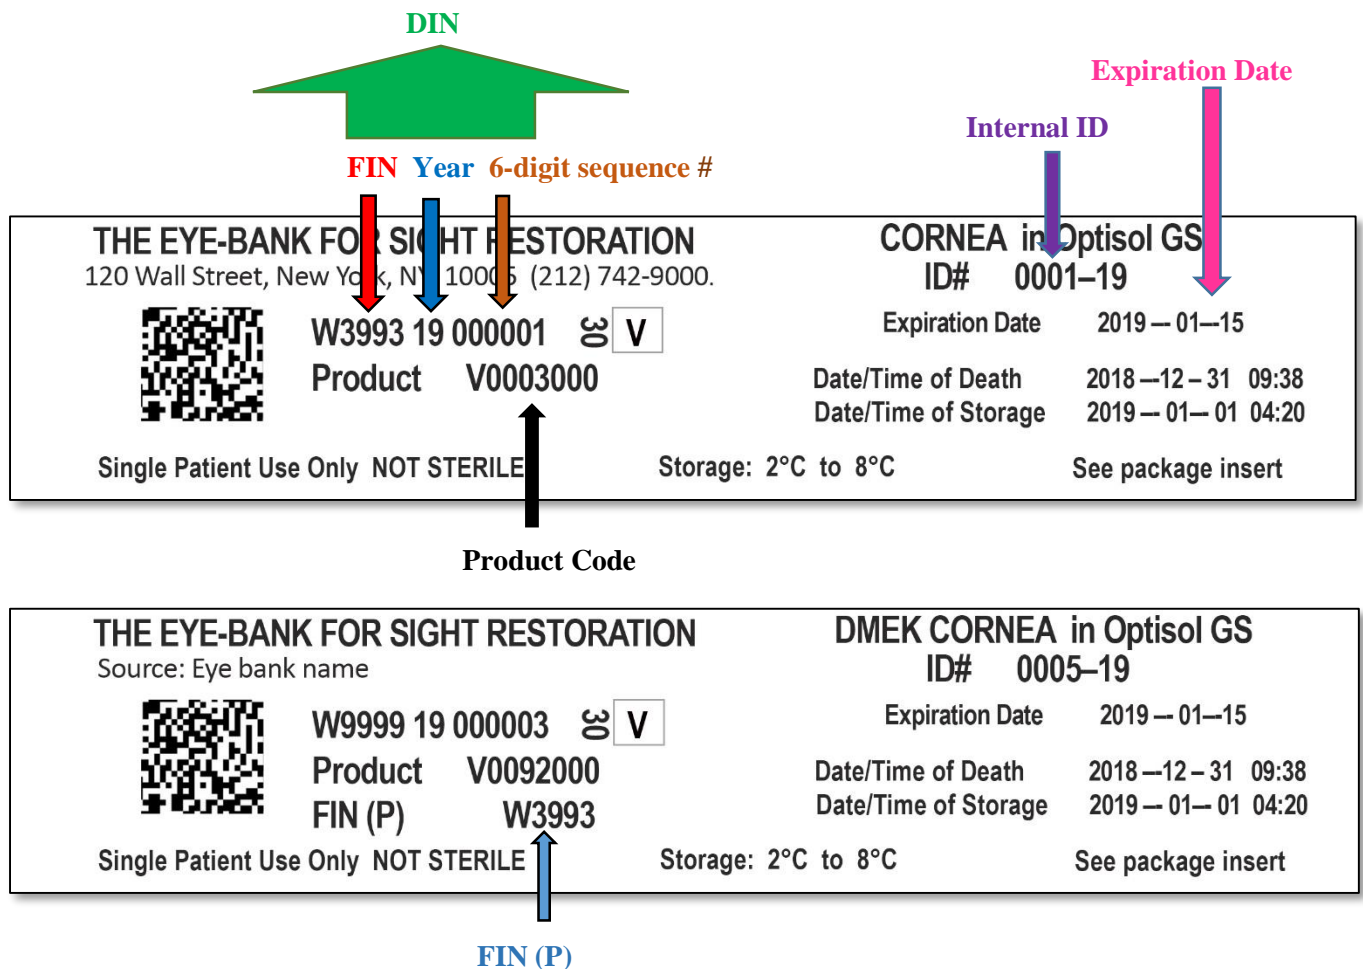 DIN
Expiration Date
Internal ID
FIN Year 6-digit sequence #
THE EYE-BANK FOR SIGHT RESTORATION
120 Wall Street, New York, NY 10005 (212) 742-9000.
CORNEA in Optisol GS
ID# 0001–19
W3993 19 000001 30 V
Product V0003000
Expiration Date 2019 – 01–15
Date/Time of Death 2018 –12 – 31 09:38
Date/Time of Storage 2019 – 01– 01 04:20
Single Patient Use Only NOT STERILE Storage: 2°C to 8°C See package insert
Product Code
THE EYE-BANK FOR SIGHT RESTORATION
Source: Eye bank name
DMEK CORNEA in Optisol GS
ID# 0005–19
W9999 19 000003 30 V
Product V0092000
FIN (P) W3993
Expiration Date 2019 – 01–15
Date/Time of Death 2018 –12 – 31 09:38
Date/Time of Storage 2019 – 01– 01 04:20
Single Patient Use Only NOT STERILE Storage: 2°C to 8°C See package insert
FIN (P)